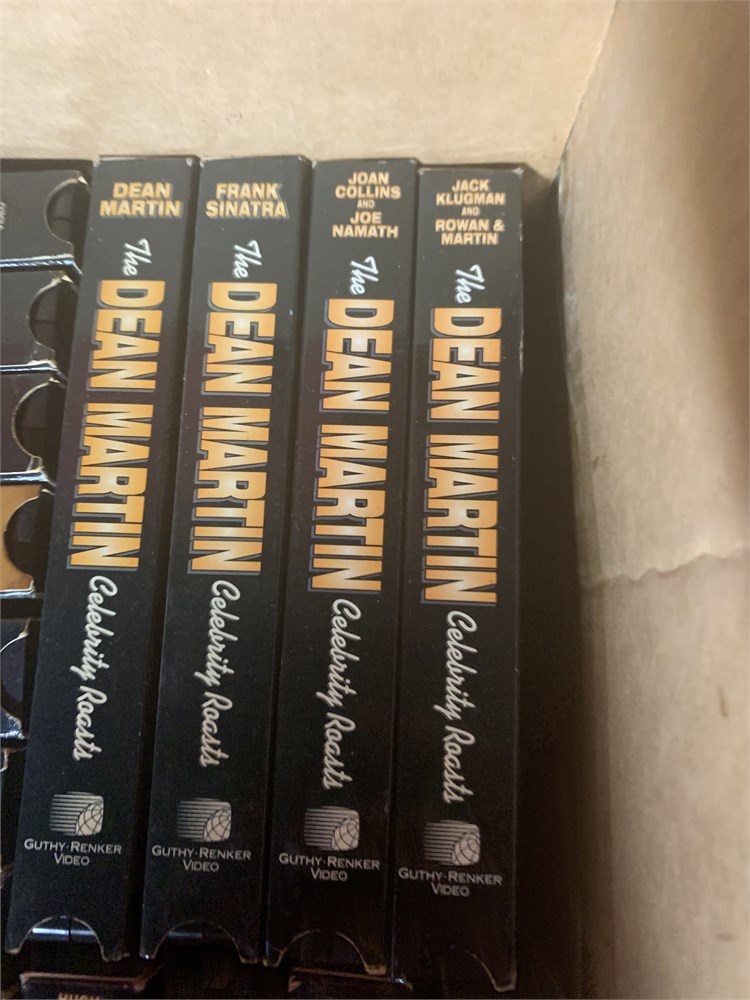 DEAN
MARTIN
The DEAN MARTIN Celebrity Roasts
GUTHY-RENKER
VIDEO
FRANK
SINATRA
The DEAN MARTIN Celebrity Roasts
GUTHY-RENKER
VIDEO
JOAN
COLLINS
AND
JOE
NAMATH
The DEAN MARTIN Celebrity Roasts
GUTHY-RENKER
VIDEO
JACK
KLUGMAN
AND
ROWAN &
MARTIN
The DEAN MARTIN Celebrity Roasts
GUTHY-RENKER
VIDEO